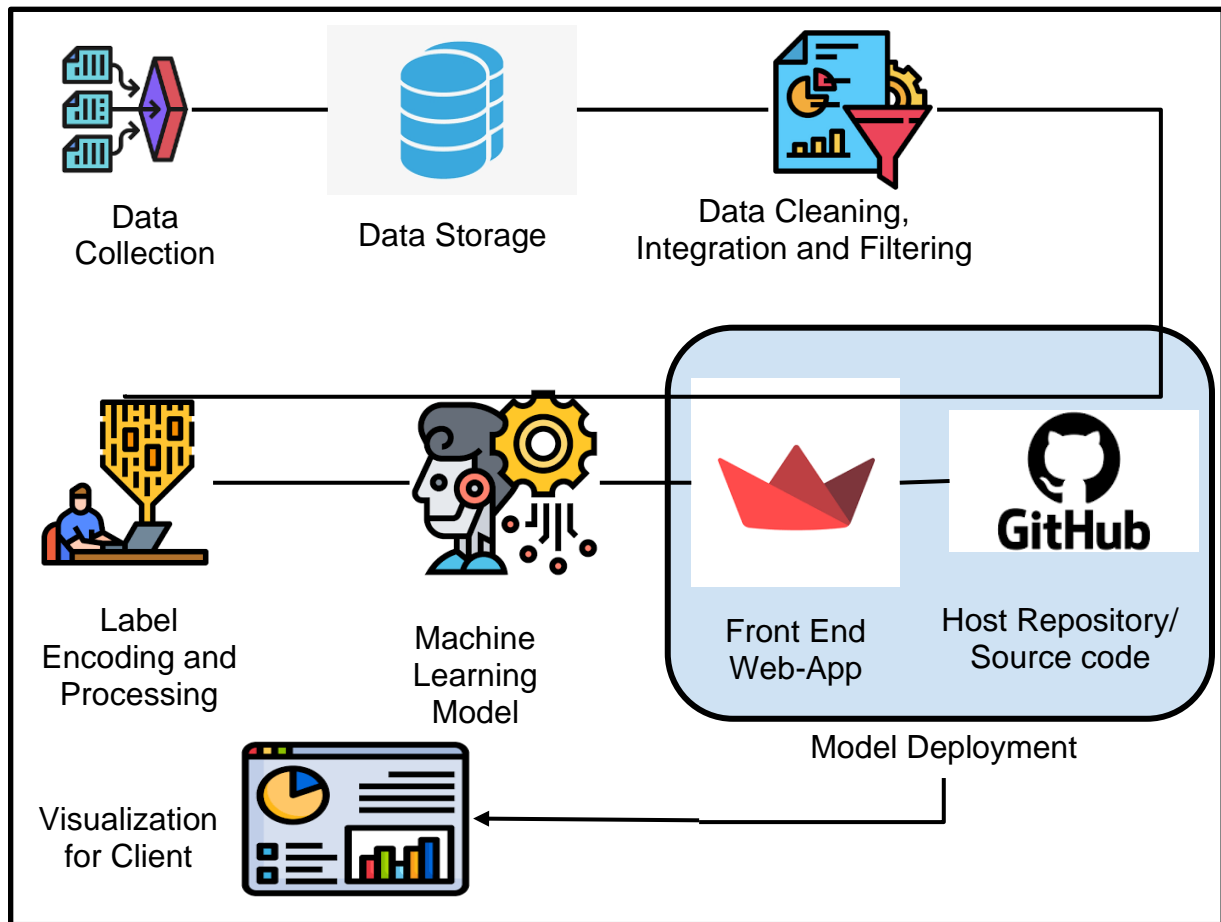 Data
Collection
Data Storage
Data Cleaning,
Integration and Filtering
Label
Encoding and
Processing
Machine
Learning
Model
Front End
Web-App
GitHub
Host Repository/
Source code
Model Deployment
Visualization
for Client